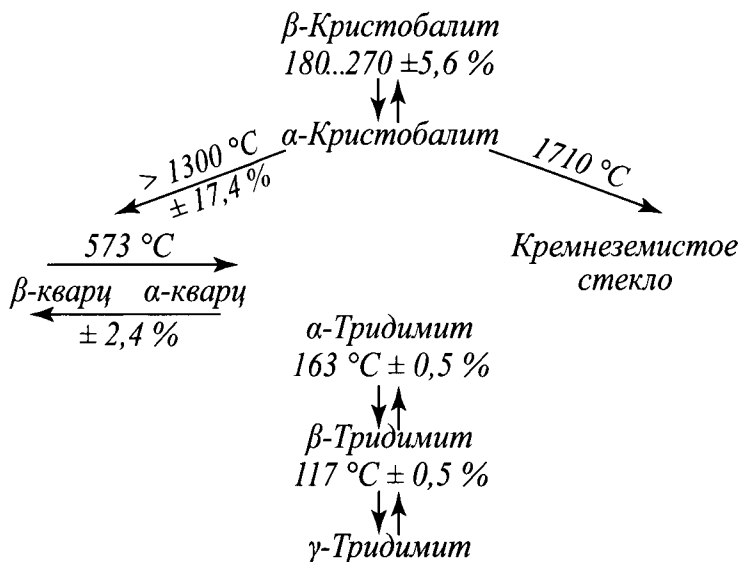 β-Кристобалит
180...270 ±5,6 %
α-Кристобалит
> 1300 °C
± 17,4 %
1710 °C
573 °C
β-кварц α-кварц
± 2,4 %
Кремнеземистое
стекло
α-Тридимит
163 °C ± 0,5 %
β-Тридимит
117 °C ± 0,5 %
γ-Тридимит